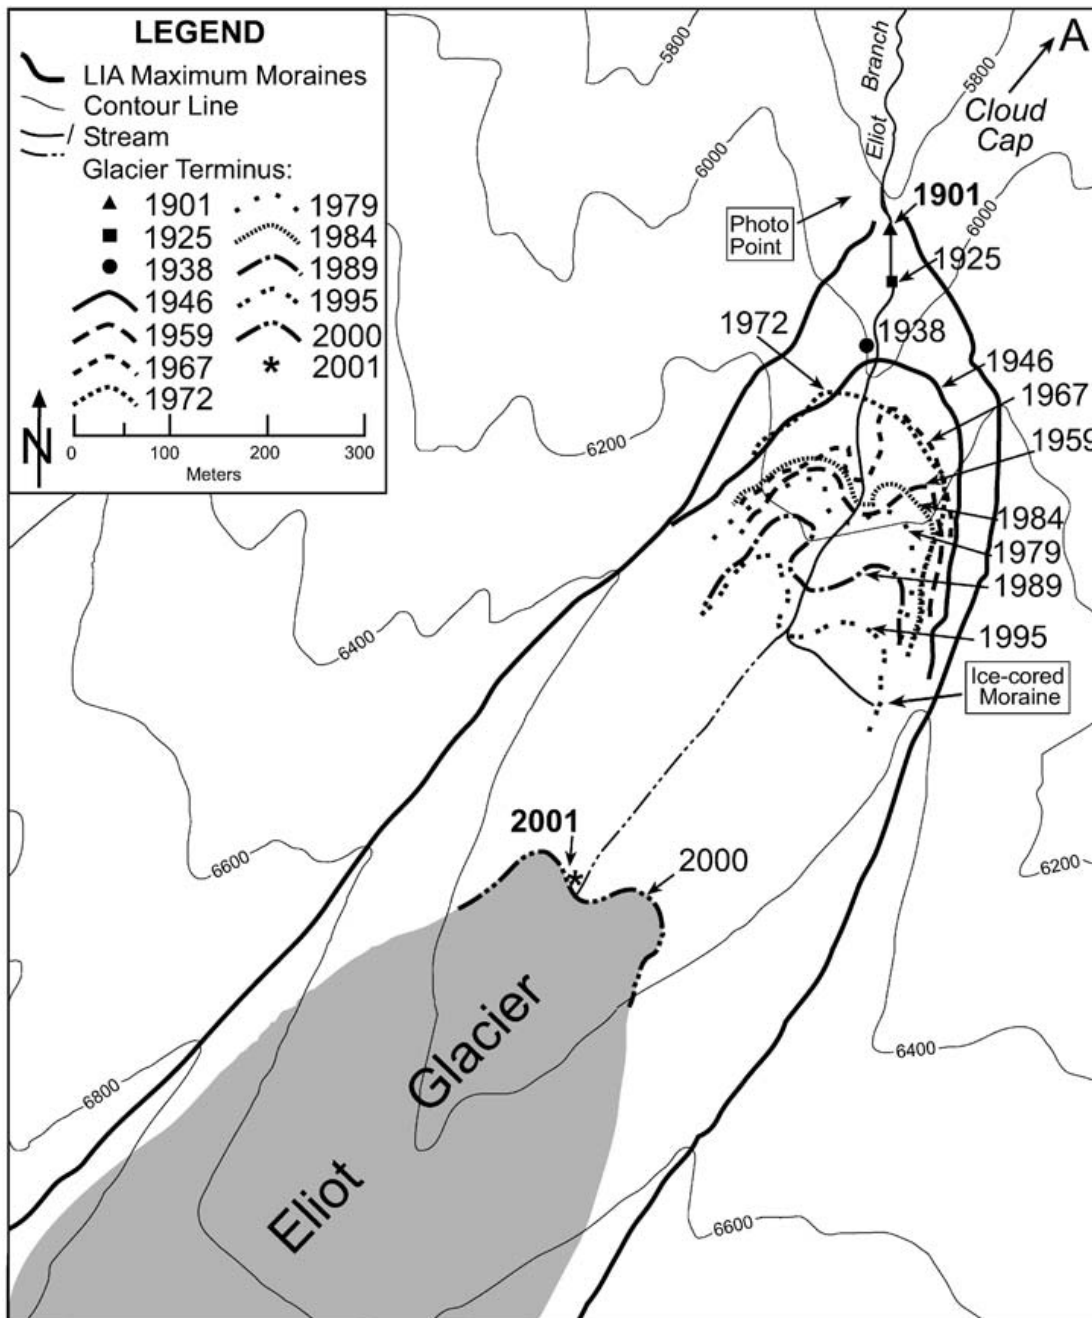 LEGEND
LIA Maximum Moraines
Contour Line
Stream
Glacier Terminus:
1901
1925
1938
1946
1959
1967
1972
1979
1984
1989
1995
2000
* 2001
N
0 100 200 300
Meters
A
Cloud
Cap
Eliot Branch
5800
5800
6000
6000
Photo
Point
1901
1925
1938
1972
1946
1967
1959
1984
1979
1989
1995
Ice-cored
Moraine
6200
6400
6600
6800
2001
*
2000
6200
6400
6600
Eliot Glacier